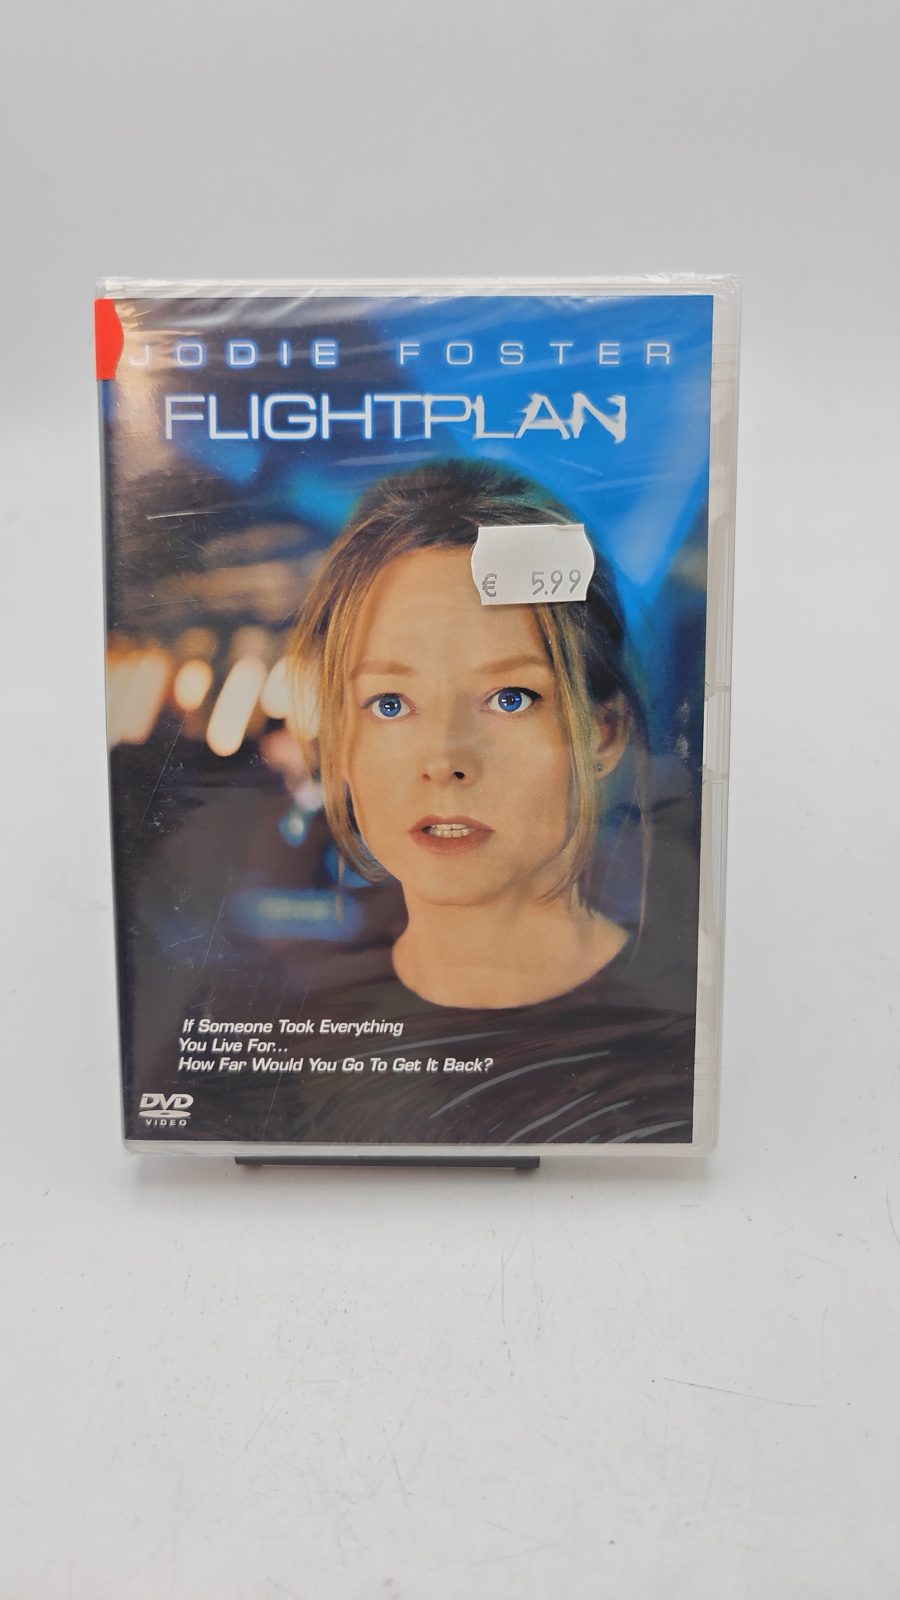 JODIE FOSTER
FLIGHTPLAN
€ 5.99
If Someone Took Everything
You Live For...
How Far Would You Go To Get It Back?
DVD
VIDEO